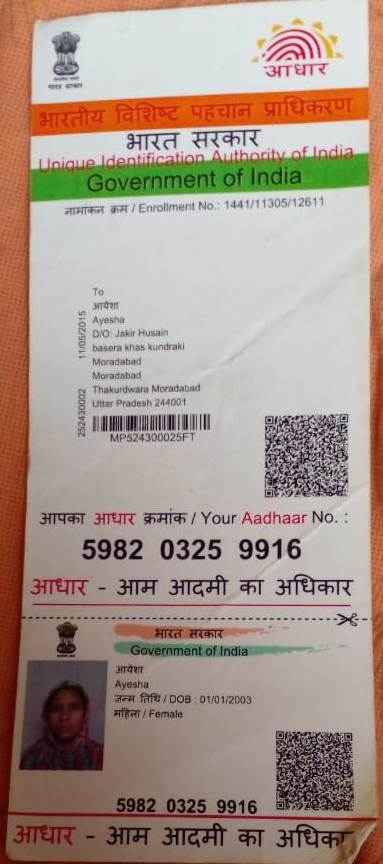 भारत सरकार
आधार
भारतीय विशिष्ट पहचान प्राधिकरण
भारत सरकार
Unique Identification Authority of India
Government of India
नामांकन क्रम / Enrollment No.: 1441/11305/12611
To
आयेशा
Ayesha
D/O: Jakir Husain
basera khas kundraki
Moradabad
Moradabad
Thakurdwara Moradabad
Uttar Pradesh 244001
252430002 11/05/2015
MP524300025FT
आपका आधार क्रमांक / Your Aadhaar No. :
5982 0325 9916
आधार - आम आदमी का अधिकार
भारत सरकार
Government of India
आयेशा
Ayesha
जन्म तिथि / DOB : 01/01/2003
महिला / Female
5982 0325 9916
आधार - आम आदमी का अधिकार